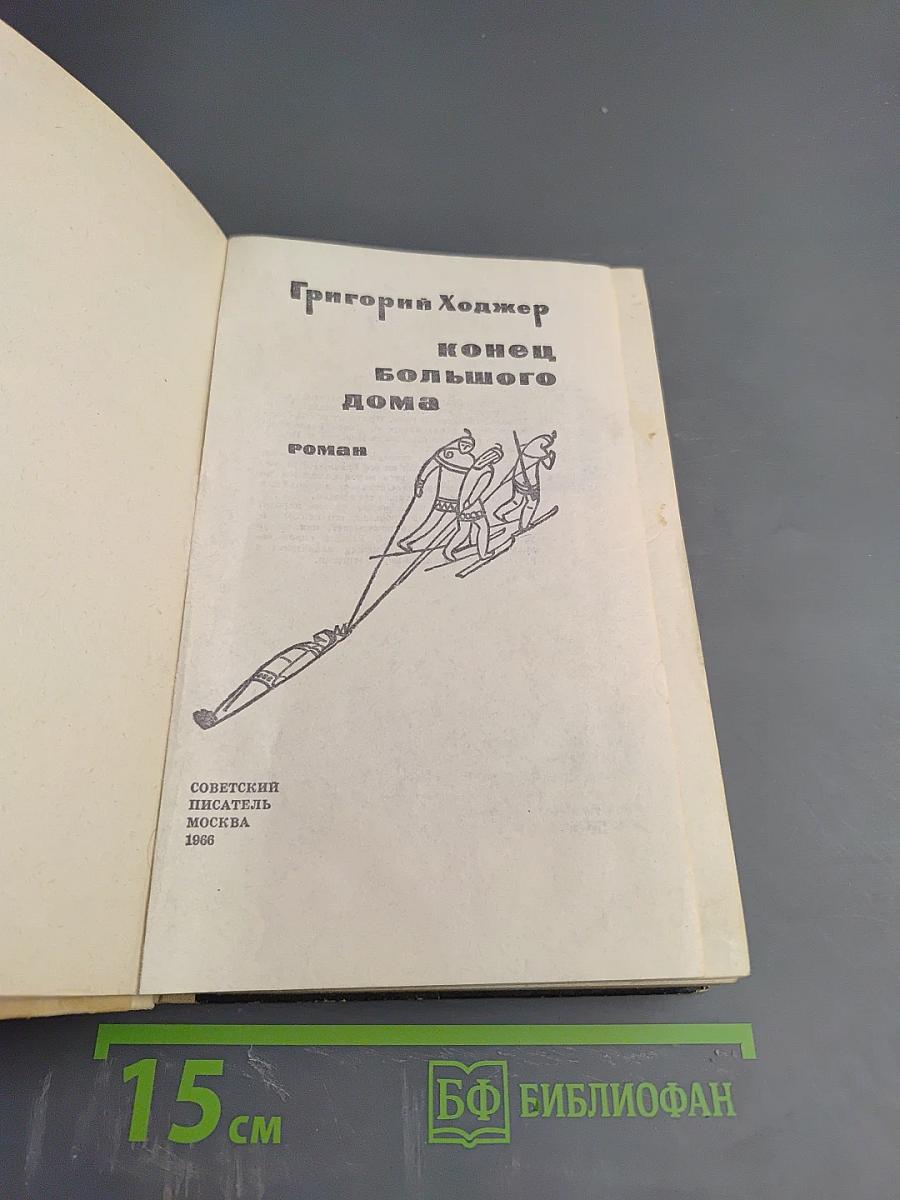 Григорий Ходжер
конец
большого
дома
роман
СОВЕТСКИЙ
ПИСАТЕЛЬ
МОСКВА
1966
15 см
БФ БИБЛИОФАН